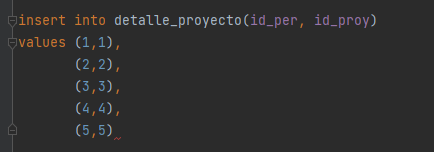 insert into detalle_proyecto(id_per, id_proy)
values (1,1),
(2,2),
(3,3),
(4,4),
(5,5)